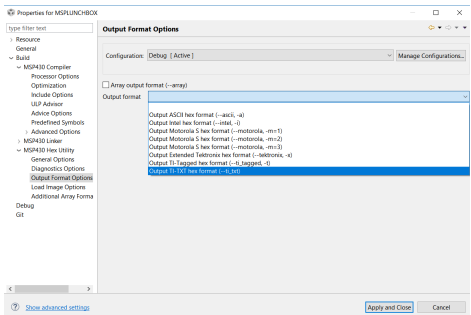 Properties for MSPLUNCHBOX
type filter text
Resource
General
Build
MSP430 Compiler
Processor Options
Optimization
Include Options
ULP Advisor
Advice Options
Predefined Symbols
Advanced Options
MSP430 Linker
MSP430 Hex Utility
General Options
Diagnostics Options
Output Format Options
Load Image Options
Additional Array Forma
Debug
Git
Output Format Options
Configuration: Debug [ Active ] Manage Configurations...
Array output format (--array)
Output format
Output ASCII hex format (--ascii, -a)
Output Intel hex format (--intel, -i)
Output Motorola S hex format (--motorola, -m=1)
Output Motorola S hex format (--motorola, -m=2)
Output Motorola S hex format (--motorola, -m=3)
Output Extended Tektronix hex format (--tektronix, -x)
Output TI-Tagged hex format (--ti_tagged, -t)
Output TI-TXT hex format (--ti_txt)
Show advanced settings
Apply and Close Cancel